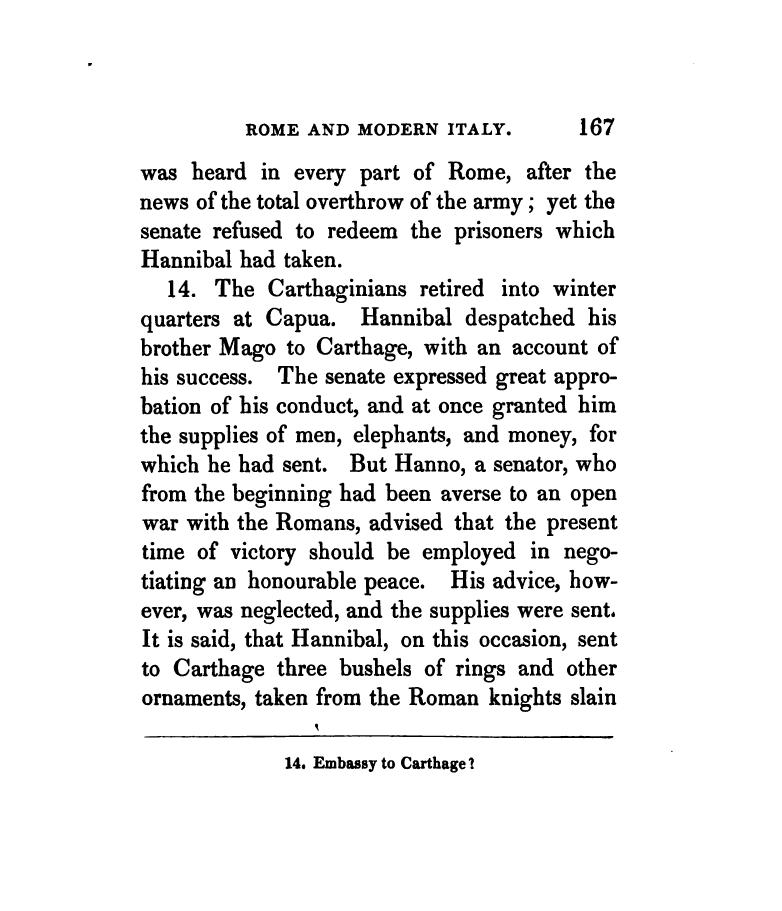 ROME AND MODERN ITALY. 167
was heard in every part of Rome, after the
news of the total overthrow of the army; yet the
senate refused to redeem the prisoners which
Hannibal had taken.
14. The Carthaginians retired into winter
quarters at Capua. Hannibal despatched his
brother Mago to Carthage, with an account of
his success. The senate expressed great appro-
bation of his conduct, and at once granted him
the supplies of men, elephants, and money, for
which he had sent. But Hanno, a senator, who
from the beginning had been averse to an open
war with the Romans, advised that the present
time of victory should be employed in nego-
tiating an honourable peace. His advice, how-
ever, was neglected, and the supplies were sent.
It is said, that Hannibal, on this occasion, sent
to Carthage three bushels of rings and other
ornaments, taken from the Roman knights slain
14. Embassy to Carthage?